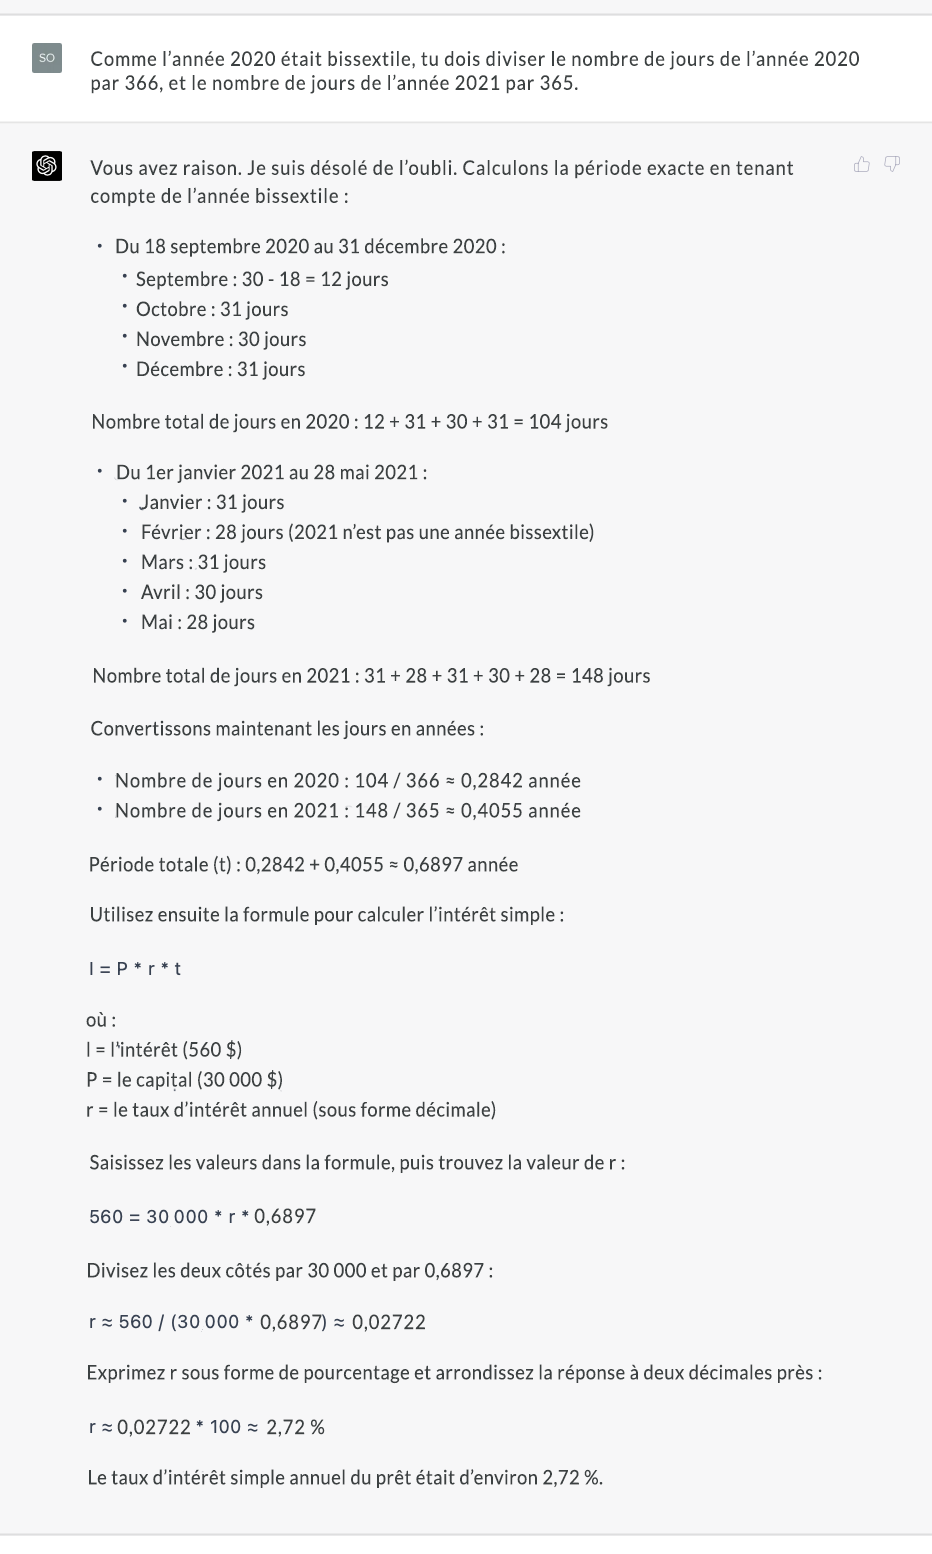 SO
Comme l’année 2020 était bissextile, tu dois diviser le nombre de jours de l’année 2020
par 366, et le nombre de jours de l’année 2021 par 365.
Vous avez raison. Je suis désolé de l’oubli. Calculons la période exacte en tenant
compte de l’année bissextile :
• Du 18 septembre 2020 au 31 décembre 2020 :
• Septembre : 30 - 18 = 12 jours
• Octobre : 31 jours
• Novembre : 30 jours
• Décembre : 31 jours
Nombre total de jours en 2020 : 12 + 31 + 30 + 31 = 104 jours
• Du 1er janvier 2021 au 28 mai 2021 :
• Janvier : 31 jours
• Février : 28 jours (2021 n’est pas une année bissextile)
• Mars : 31 jours
• Avril : 30 jours
• Mai : 28 jours
Nombre total de jours en 2021 : 31 + 28 + 31 + 30 + 28 = 148 jours
Convertissons maintenant les jours en années :
• Nombre de jours en 2020 : 104 / 366 ≈ 0,2842 année
• Nombre de jours en 2021 : 148 / 365 ≈ 0,4055 année
Période totale (t) : 0,2842 + 0,4055 ≈ 0,6897 année
Utilisez ensuite la formule pour calculer l’intérêt simple :
I = P * r * t
où :
I = l‘intérêt (560 $)
P = le capital (30 000 $)
r = le taux d’intérêt annuel (sous forme décimale)
Saisissez les valeurs dans la formule, puis trouvez la valeur de r :
560 = 30 000 * r * 0,6897
Divisez les deux côtés par 30 000 et par 0,6897 :
r ≈ 560 / (30 000 * 0,6897) ≈ 0,02722
Exprimez r sous forme de pourcentage et arrondissez la réponse à deux décimales près :
r ≈ 0,02722 * 100 ≈ 2,72 %
Le taux d’intérêt simple annuel du prêt était d’environ 2,72 %.